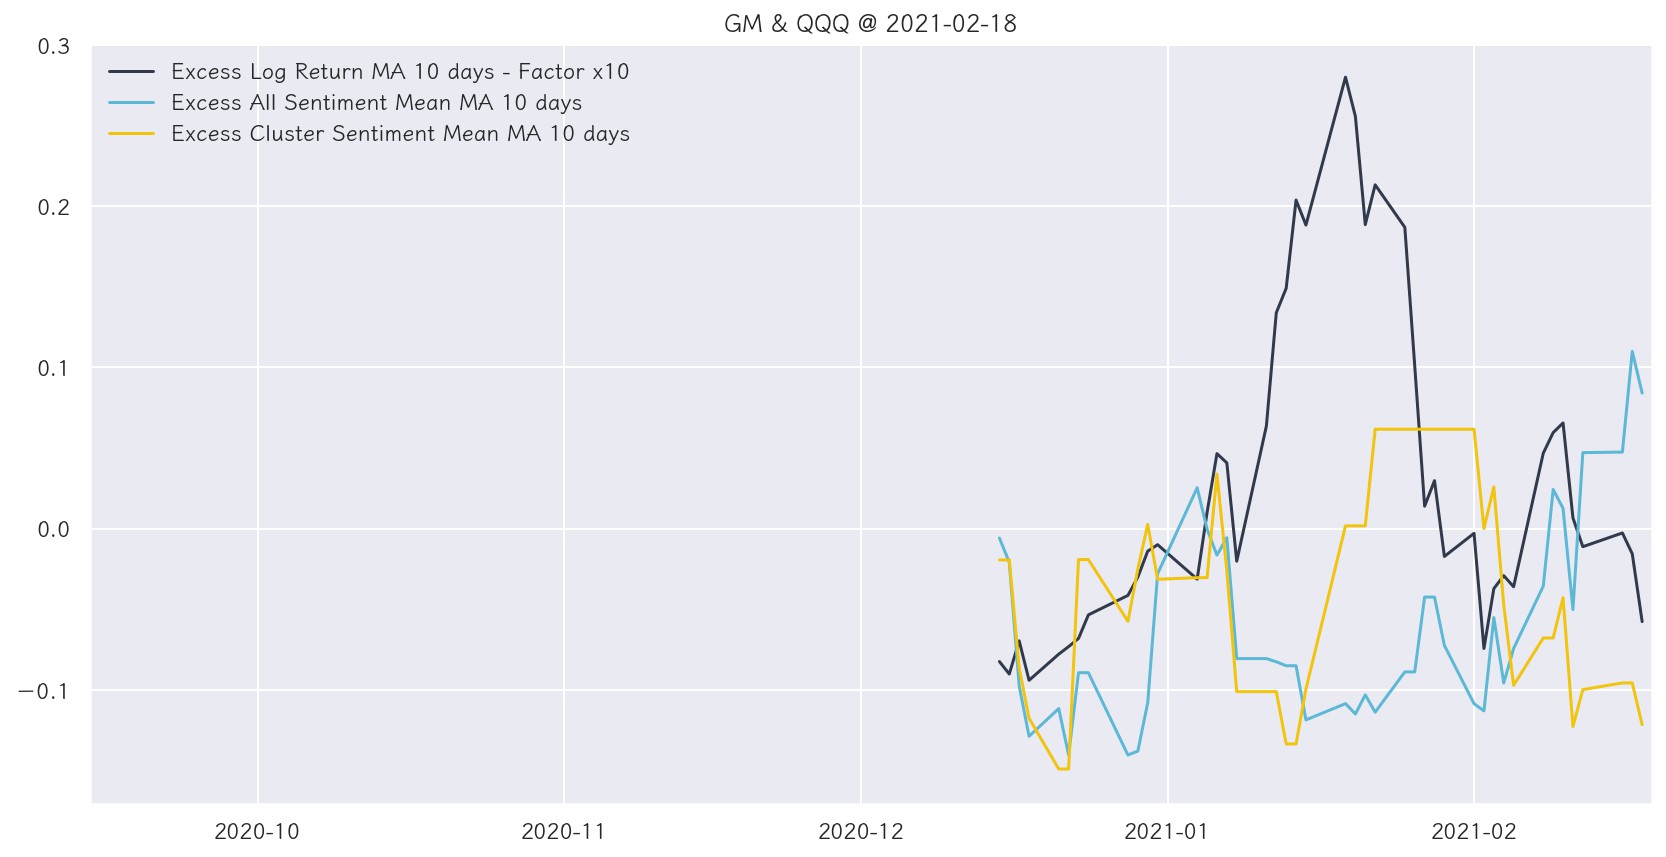 GM & QQQ @ 2021-02-18
0.3
0.2
0.1
0.0
−0.1
Excess Log Return MA 10 days - Factor x10
Excess All Sentiment Mean MA 10 days
Excess Cluster Sentiment Mean MA 10 days
2020-10
2020-11
2020-12
2021-01
2021-02